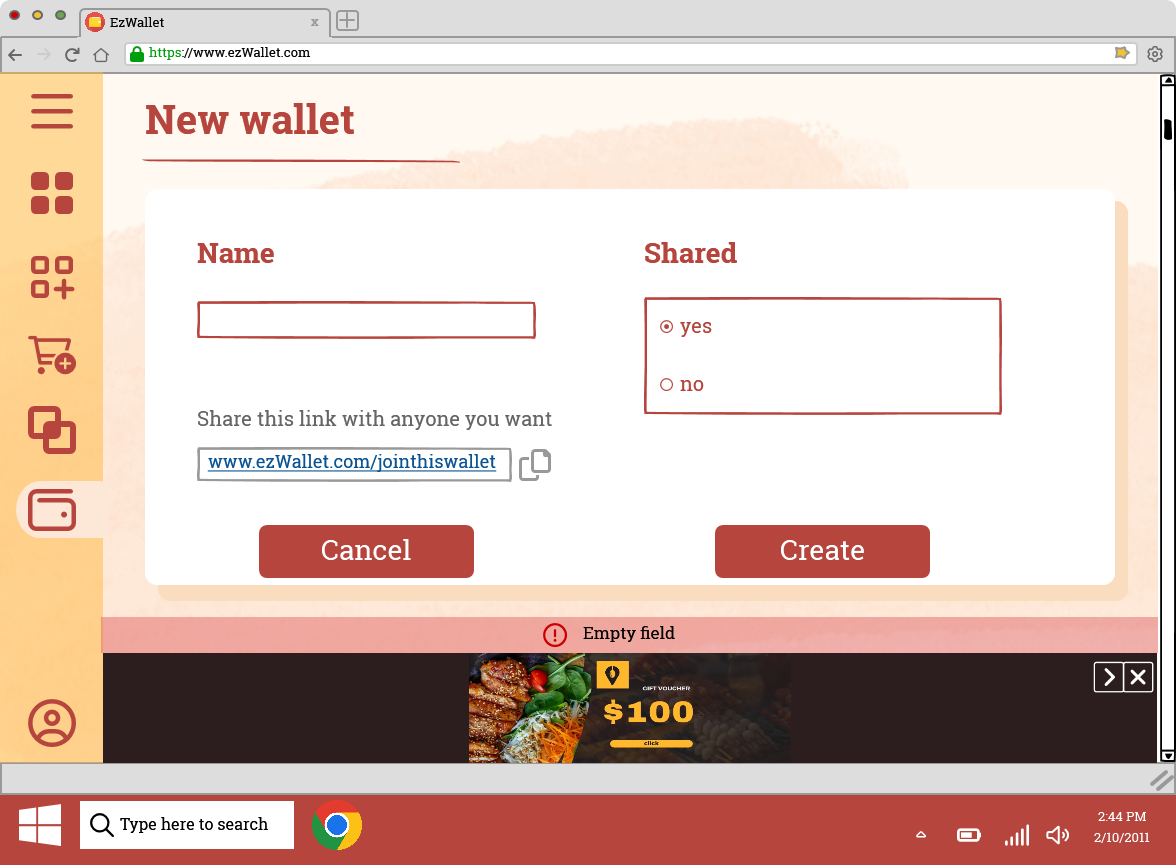 EzWallet
x
https://www.ezWallet.com
New wallet
Name
Shared
yes
no
Share this link with anyone you want
www.ezWallet.com/jointhiswallet
Cancel
Create
Empty field
GIFT VOUCHER
$100
click
Type here to search
2:44 PM
2/10/2011